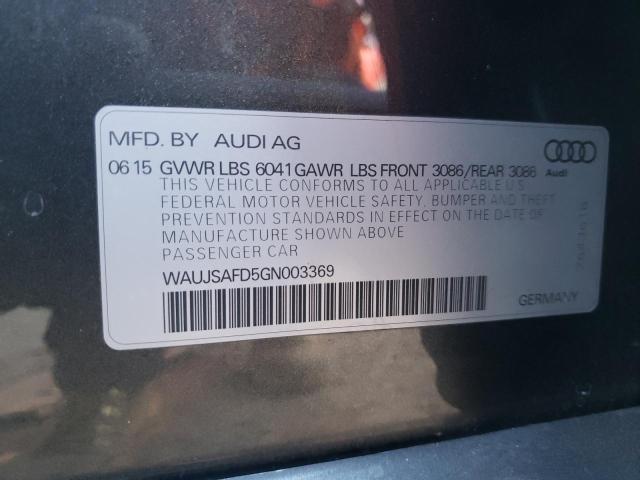 MFD. BY AUDI AG
06 15 GVWR LBS 6041 GAWR LBS FRONT 3086/REAR 3086
Audi
THIS VEHICLE CONFORMS TO ALL APPLICABLE U.S
FEDERAL MOTOR VEHICLE SAFETY, BUMPER AND THEFT
PREVENTION STANDARDS IN EFFECT ON THE DATE OF
MANUFACTURE SHOWN ABOVE
PASSENGER CAR
WAUJSAFD5GN003369
GERMANY